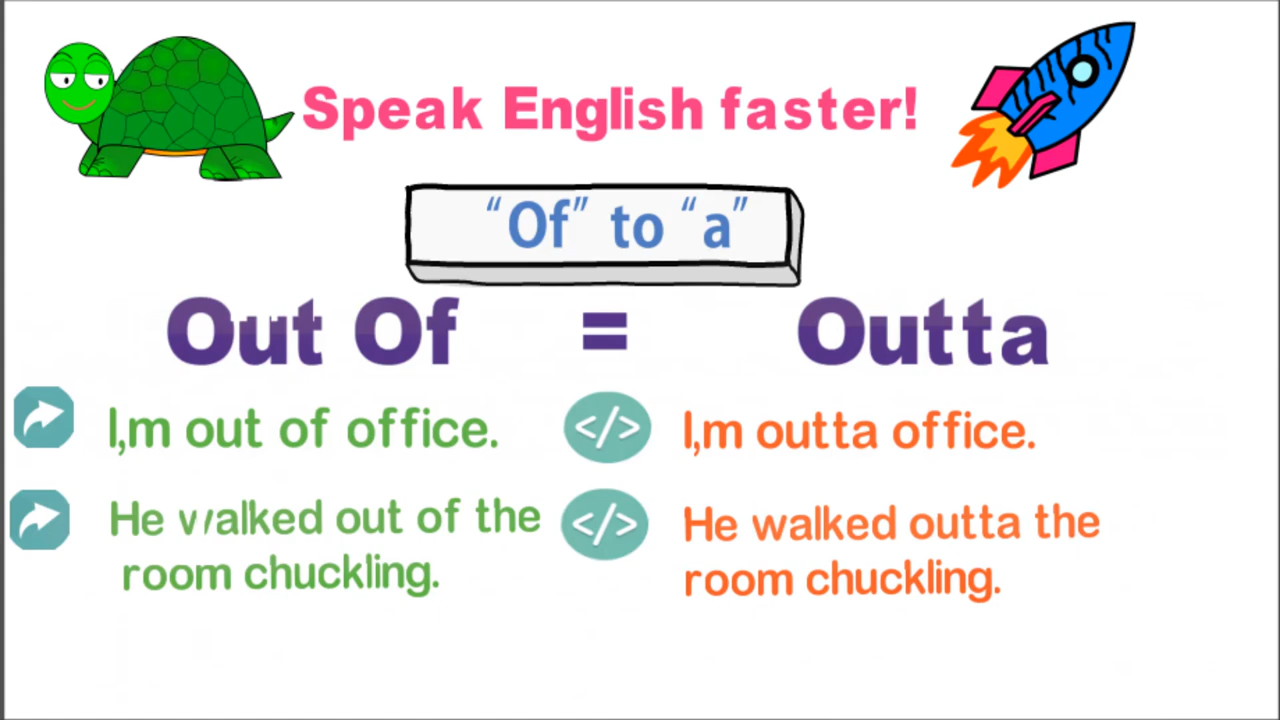 Speak English faster!
“Of” to “a”
Out Of = Outta
I,m out of office. </> I,m outta office.
He walked out of the </> He walked outta the
room chuckling. room chuckling.